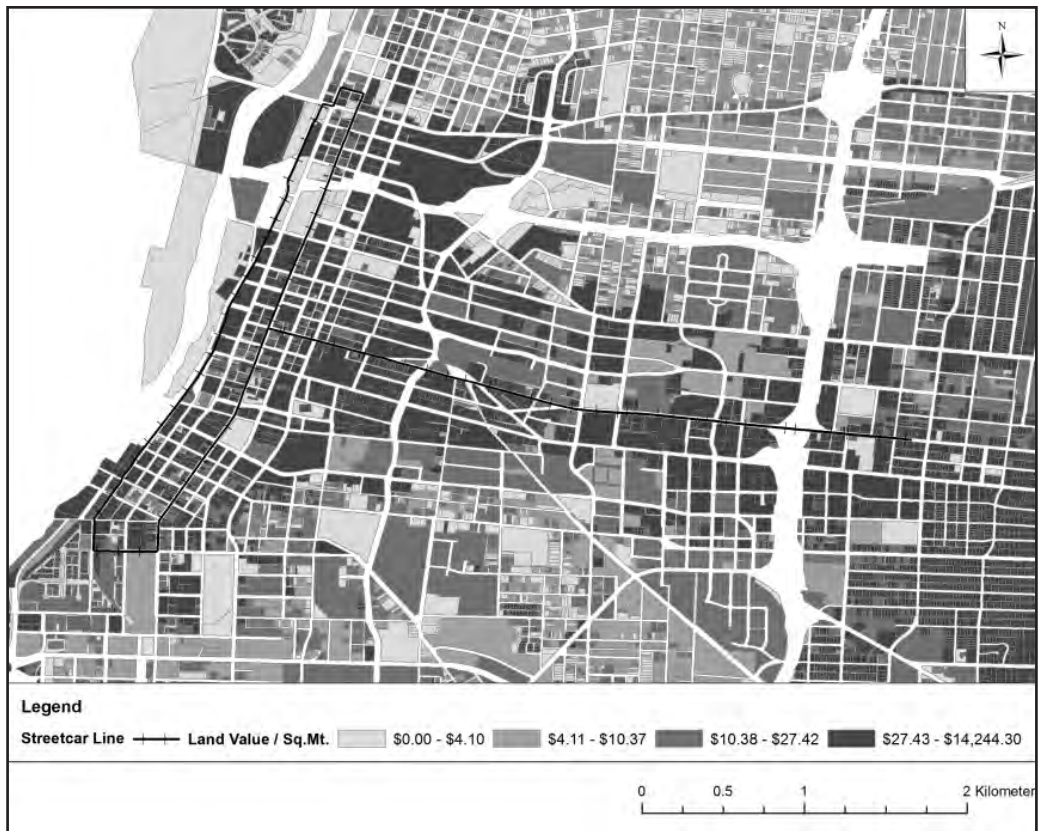 N
Legend
Streetcar Line Land Value / Sq.Mt. $0.00 - $4.10 $4.11 - $10.37 $10.38 - $27.42 $27.43 - $14,244.30
0 0.5 1 2 Kilometer